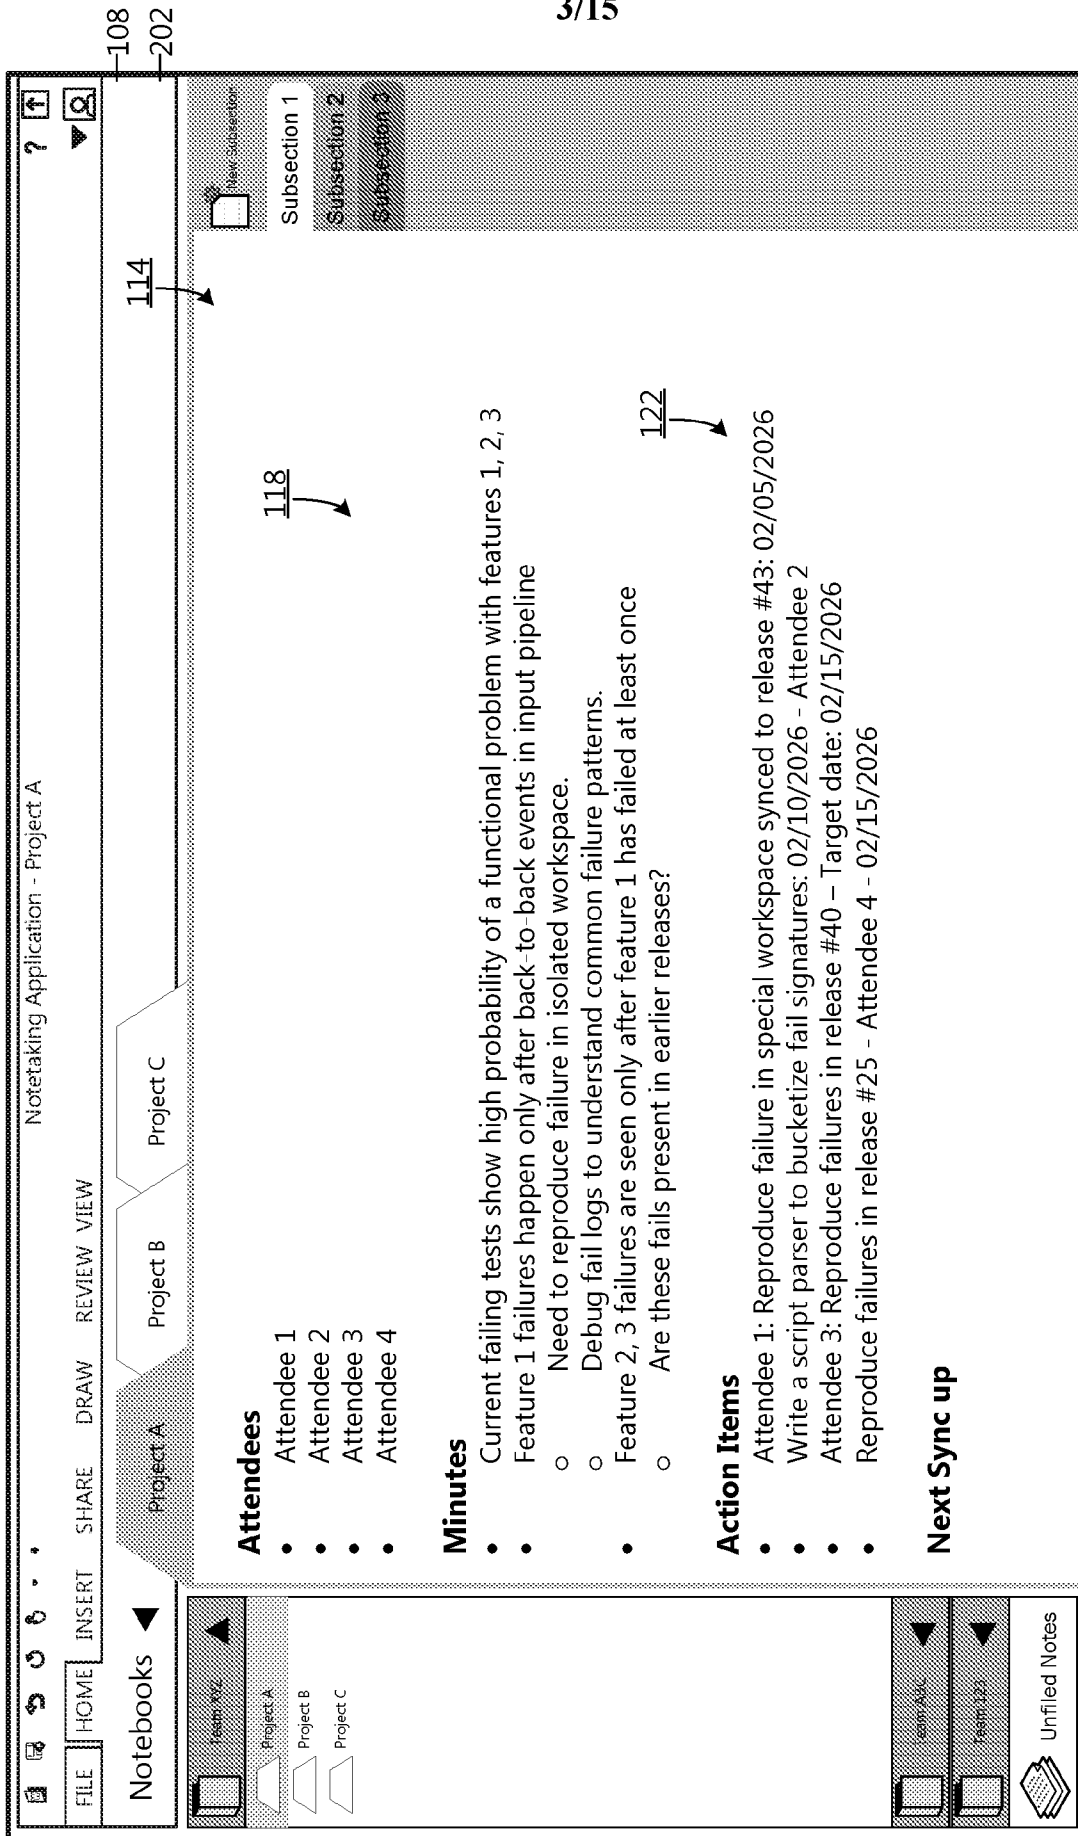 3/15
Notetaking Application - Project A
?
FILE HOME INSERT SHARE DRAW REVIEW VIEW
108
202
Notebooks
Project A
Project B
Project C
114
Team XYZ
Project A
Project B
Project C
Team ABC
Team 123
Unfiled Notes
New Subsection
Subsection 1
Subsection 2
Subsection 3
Attendees
• Attendee 1
• Attendee 2
• Attendee 3
• Attendee 4
118
Minutes
• Current failing tests show high probability of a functional problem with features 1, 2, 3
• Feature 1 failures happen only after back-to-back events in input pipeline
o Need to reproduce failure in isolated workspace.
o Debug fail logs to understand common failure patterns.
• Feature 2, 3 failures are seen only after feature 1 has failed at least once
o Are these fails present in earlier releases?
122
Action Items
• Attendee 1: Reproduce failure in special workspace synced to release #43: 02/05/2026
• Write a script parser to bucketize fail signatures: 02/10/2026 - Attendee 2
• Attendee 3: Reproduce failures in release #40 – Target date: 02/15/2026
• Reproduce failures in release #25 - Attendee 4 - 02/15/2026
Next Sync up